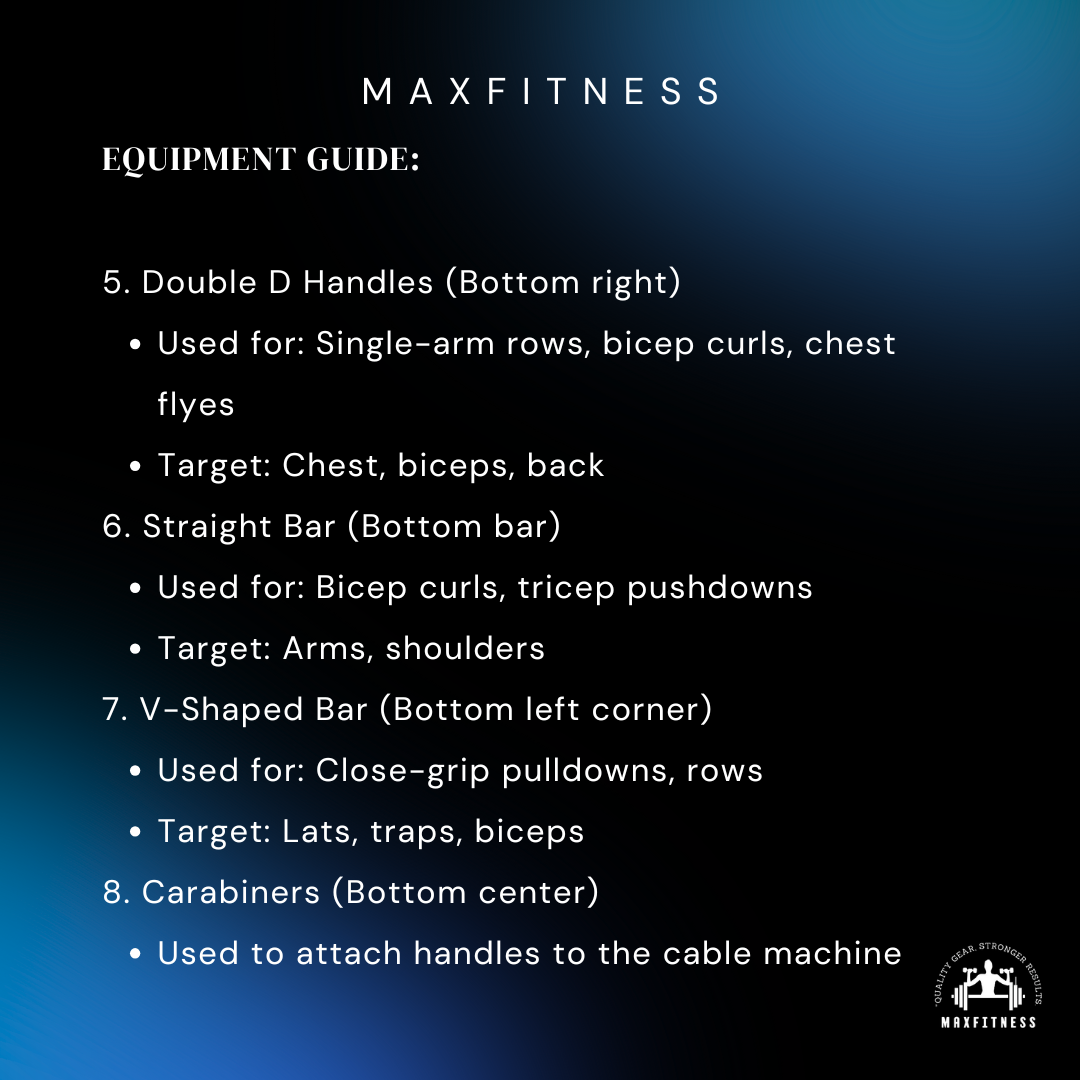 MAXFITNESS
EQUIPMENT GUIDE:
5. Double D Handles (Bottom right)
• Used for: Single-arm rows, bicep curls, chest
flyes
• Target: Chest, biceps, back
6. Straight Bar (Bottom bar)
• Used for: Bicep curls, tricep pushdowns
• Target: Arms, shoulders
7. V-Shaped Bar (Bottom left corner)
• Used for: Close-grip pulldowns, rows
• Target: Lats, traps, biceps
8. Carabiners (Bottom center)
• Used to attach handles to the cable machine
"QUALITY GEAR. STRONGER RESULTS
MAXFITNESS